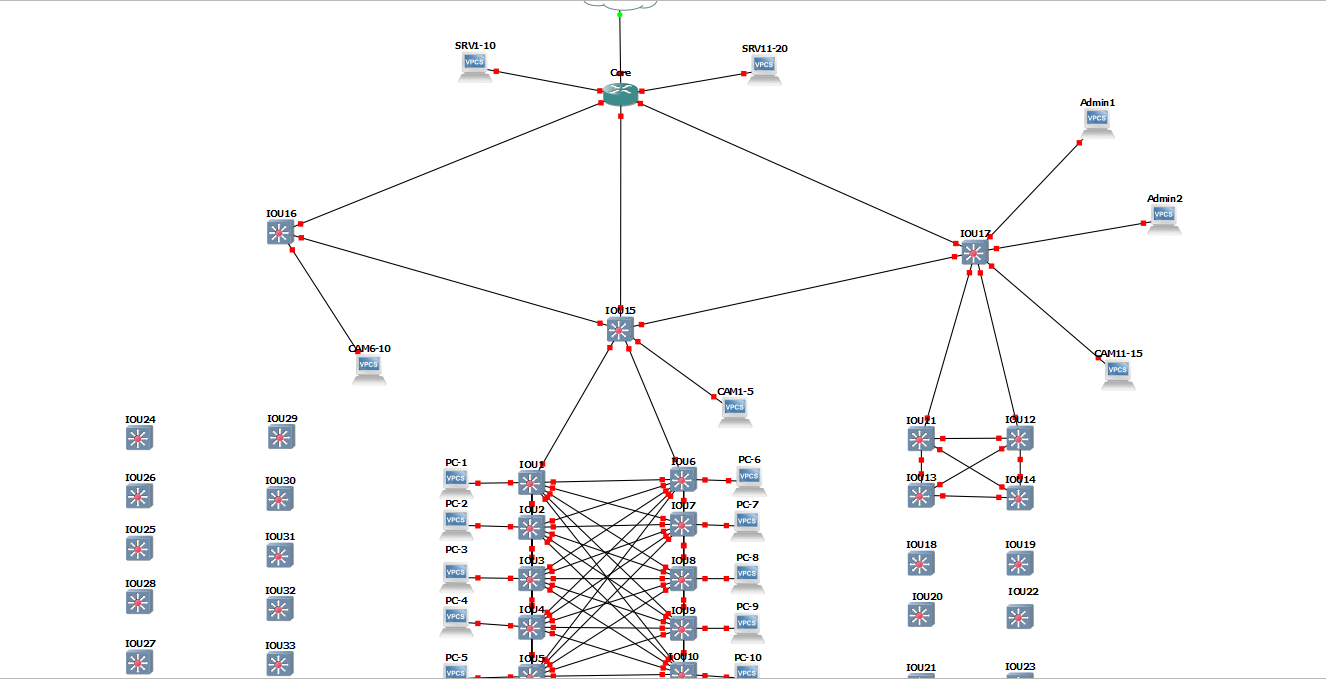 SRV1-10
SRV11-20
VPCS
VPCS
Core
Admin1
VPCS
Admin2
VPCS
IOU16
IOU17
IOU15
CAM6-10
VPCS
CAM11-15
VPCS
CAM1-5
VPCS
IOU24
IOU29
IOU11
IOU12
PC-1
IOU1
IOU6
PC-6
VPCS
VPCS
IOU26
IOU30
IOU13
IOU14
PC-2
IOU2
IOU7
PC-7
VPCS
VPCS
IOU25
IOU31
IOU18
IOU19
PC-3
IOU3
IOU8
PC-8
VPCS
VPCS
IOU28
IOU32
IOU20
IOU22
PC-4
IOU4
IOU9
PC-9
VPCS
VPCS
IOU27
IOU33
PC-5
IOU5
IOU10
PC-10
VPCS
VPCS
IOU21
IOU23